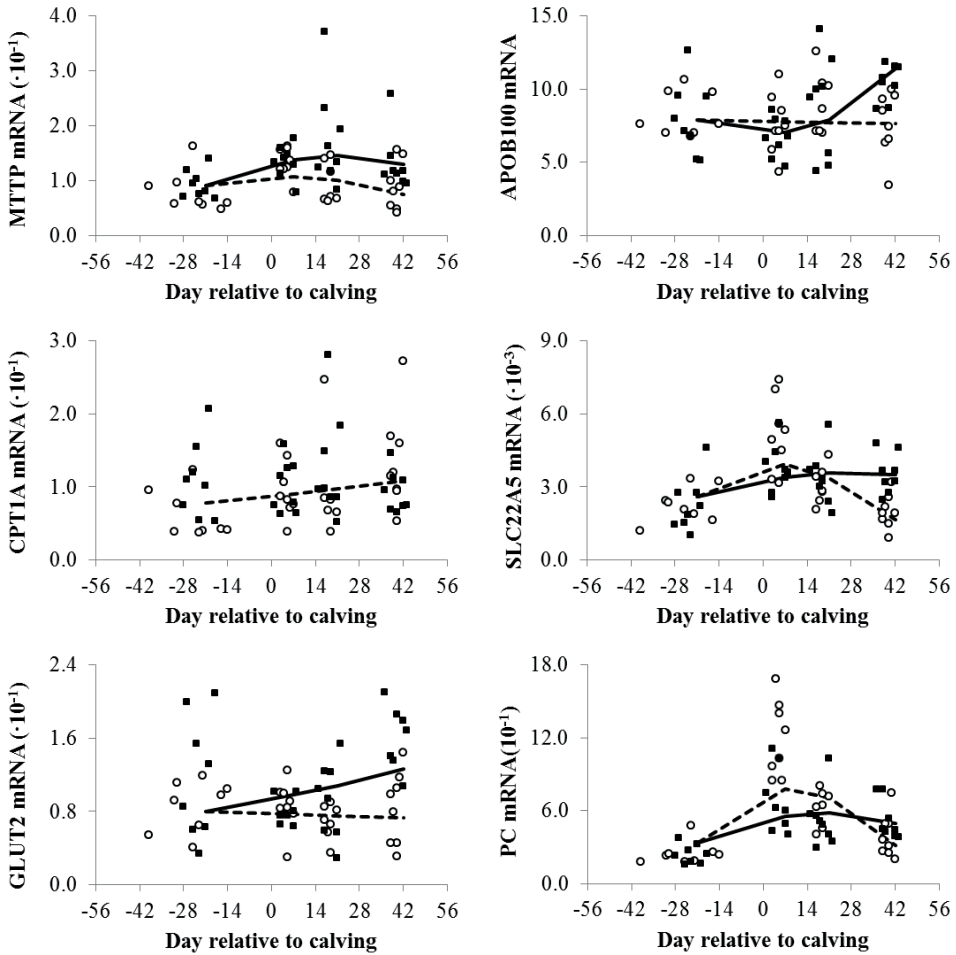 MTTP mRNA (·10⁻¹)
4.0
3.0
2.0
1.0
0.0
-56 -42 -28 -14 0 14 28 42 56
Day relative to calving
APOB100 mRNA
15.0
10.0
5.0
0.0
-56 -42 -28 -14 0 14 28 42 56
Day relative to calving
CPT1A mRNA (·10⁻¹)
3.0
2.0
1.0
0.0
-56 -42 -28 -14 0 14 28 42 56
Day relative to calving
SLC22A5 mRNA (·10⁻³)
9.0
6.0
3.0
0.0
-56 -42 -28 -14 0 14 28 42 56
Day relative to calving
GLUT2 mRNA (·10⁻¹)
2.4
1.6
0.8
0.0
-56 -42 -28 -14 0 14 28 42 56
Day relative to calving
PC mRNA(10⁻¹)
18.0
12.0
6.0
0.0
-56 -42 -28 -14 0 14 28 42 56
Day relative to calving